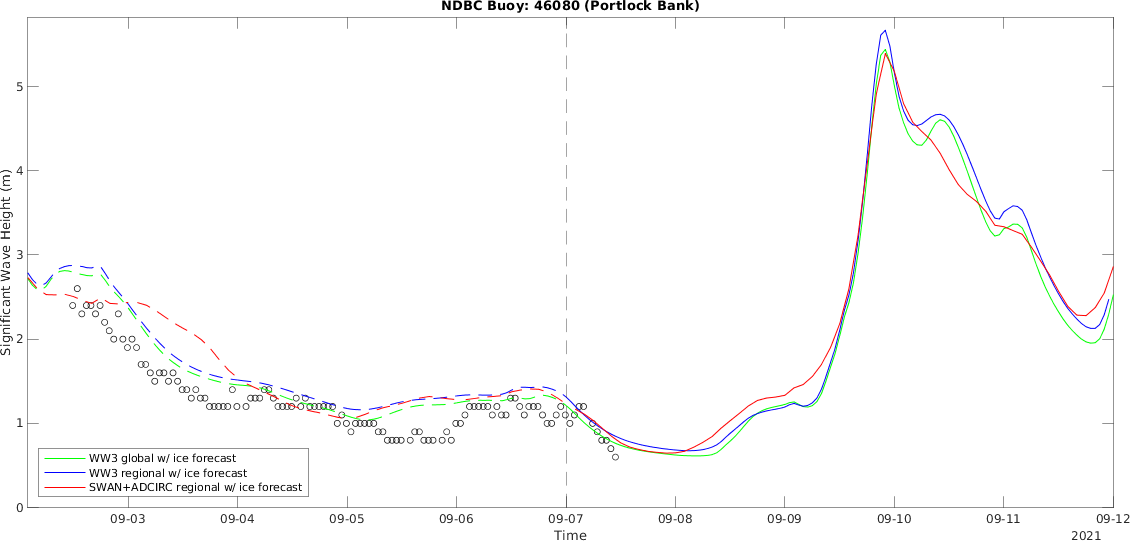 NDBC Buoy: 46080 (Portlock Bank)
Significant Wave Height (m)
5
4
3
2
1
0
WW3 global w/ ice forecast
WW3 regional w/ ice forecast
SWAN+ADCIRC regional w/ ice forecast
09-03 09-04 09-05 09-06 09-07 09-08 09-09 09-10 09-11 09-12
Time
2021